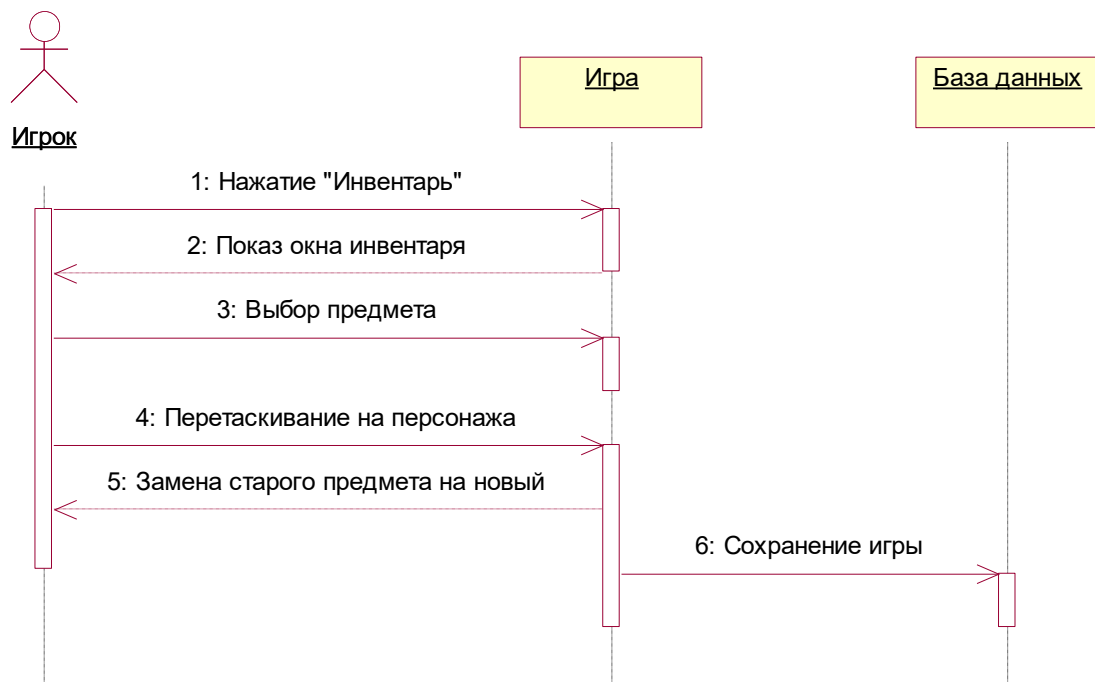 Игрок
Игра
База данных
1: Нажатие "Инвентарь"
2: Показ окна инвентаря
3: Выбор предмета
4: Перетаскивание на персонажа
5: Замена старого предмета на новый
6: Сохранение игры